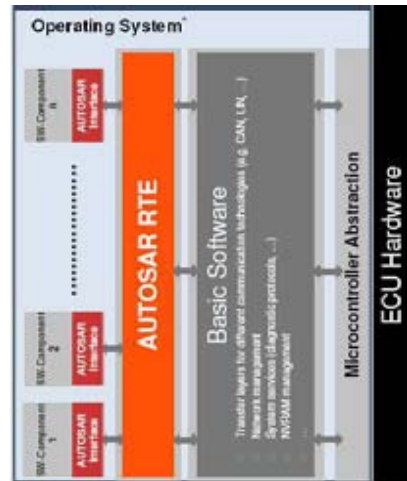 Operating System*
SW-Component
1
AUTOSAR
Interface
SW-Component
2
AUTOSAR
Interface
SW-Component
n
AUTOSAR
Interface
AUTOSAR RTE
Basic Software
Transfer layers for different communication technologies (e.g. CAN, LIN, ...)
Network management
System services (diagnostic protocols, ...)
NVRAM management
...
Microcontroller Abstraction
ECU Hardware